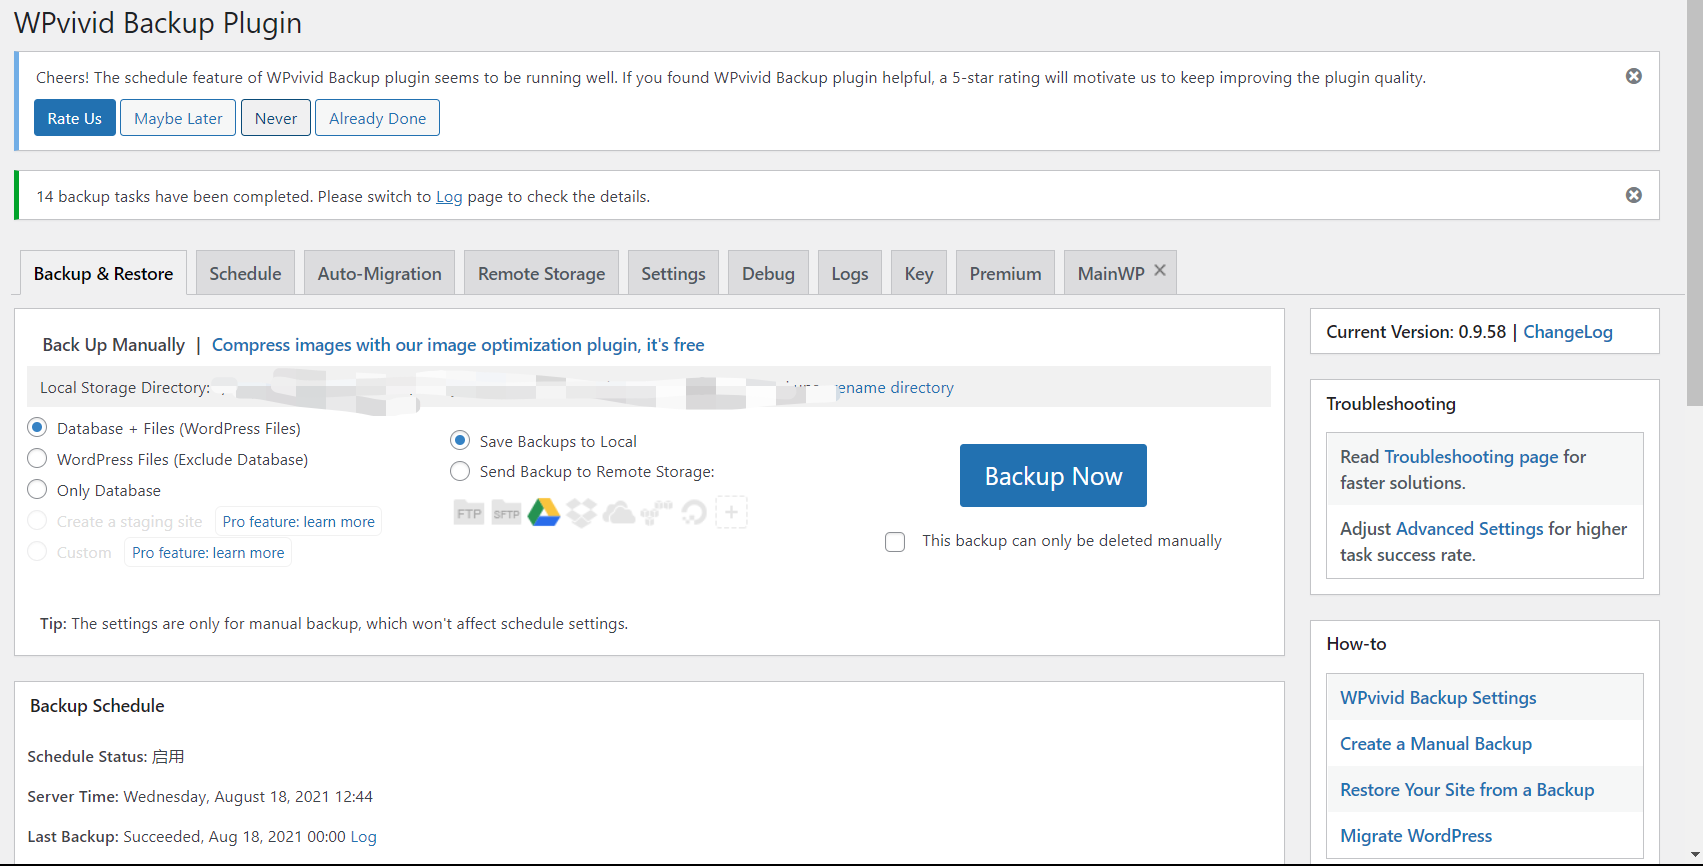 WPvivid Backup Plugin
Cheers! The schedule feature of WPvivid Backup plugin seems to be running well. If you found WPvivid Backup plugin helpful, a 5-star rating will motivate us to keep improving the plugin quality.
Rate Us Maybe Later Never Already Done
14 backup tasks have been completed. Please switch to Log page to check the details.
Backup & Restore Schedule Auto-Migration Remote Storage Settings Debug Logs Key Premium MainWP
Back Up Manually | Compress images with our image optimization plugin, it's free
Local Storage Directory: directory
Database + Files (WordPress Files)
WordPress Files (Exclude Database)
Only Database
Create a staging site Pro feature: learn more
Custom Pro feature: learn more
Save Backups to Local
Send Backup to Remote Storage:
FTP SFTP
Backup Now
This backup can only be deleted manually
Tip: The settings are only for manual backup, which won't affect schedule settings.
Backup Schedule
Schedule Status: 启用
Server Time: Wednesday, August 18, 2021 12:44
Last Backup: Succeeded, Aug 18, 2021 00:00 Log
Current Version: 0.9.58 | ChangeLog
Troubleshooting
Read Troubleshooting page for
faster solutions.
Adjust Advanced Settings for higher
task success rate.
How-to
WPvivid Backup Settings
Create a Manual Backup
Restore Your Site from a Backup
Migrate WordPress